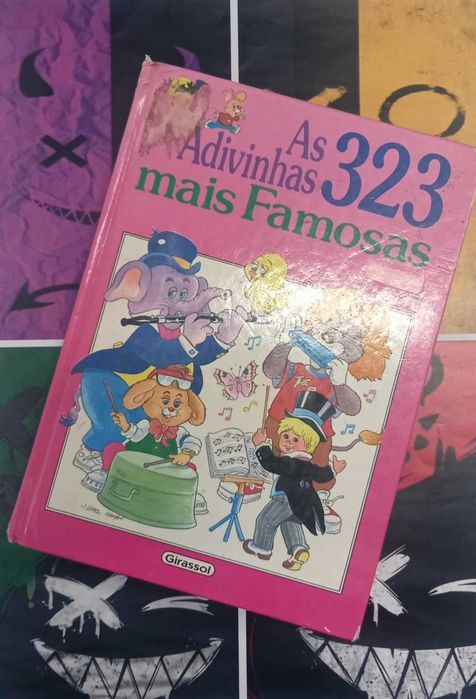 As 323
Adivinhas
mais Famosas
Girassol